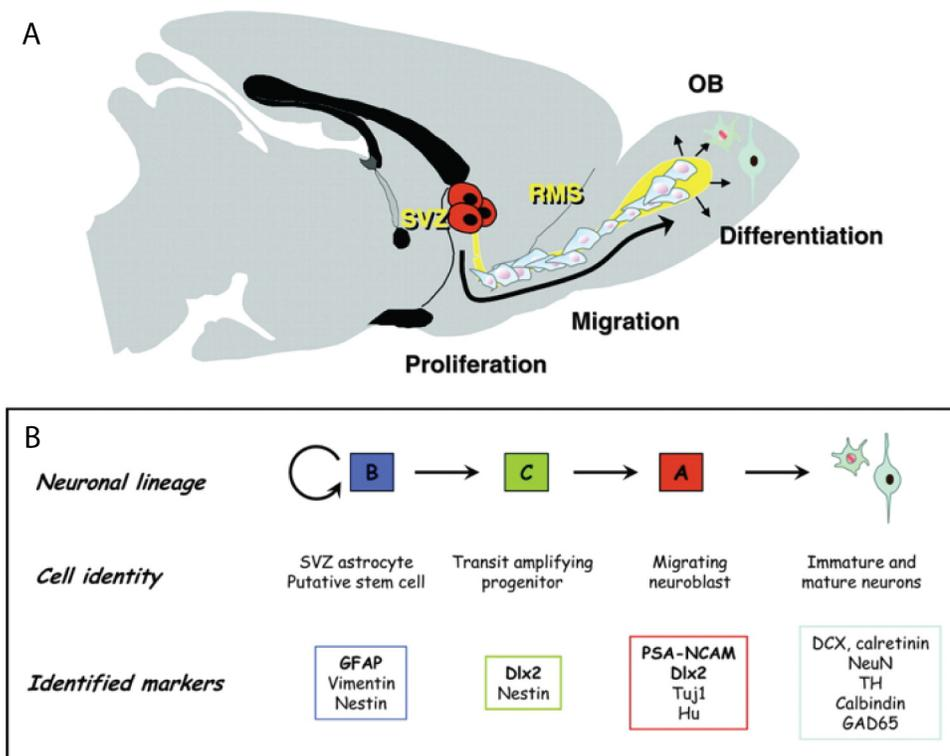 A
OB
RMS
SVZ
Differentiation
Migration
Proliferation
B
Neuronal lineage
B
C
A
Cell identity
SVZ astrocyte
Putative stem cell
Transit amplifying
progenitor
Migrating
neuroblast
Immature and
mature neurons
Identified markers
GFAP
Vimentin
Nestin
Dlx2
Nestin
PSA-NCAM
Dlx2
Tuj1
Hu
DCX, calretinin
NeuN
TH
Calbindin
GAD65